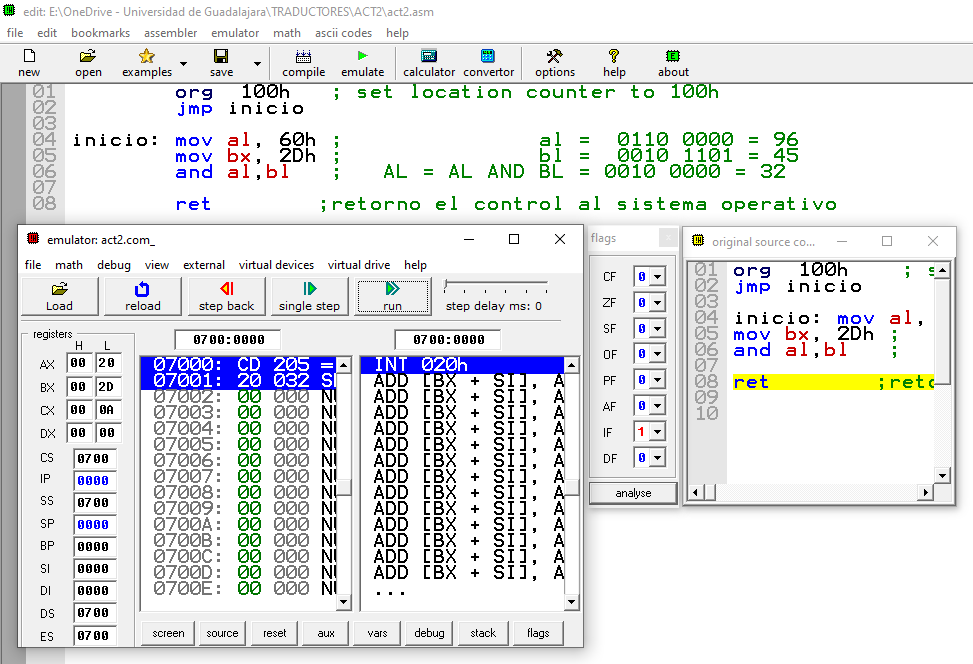 edit: E:\OneDrive - Universidad de Guadalajara\TRADUCTORES\ACT2\act2.asm
file edit bookmarks assembler emulator math ascii codes help
new open examples save compile emulate calculator convertor options help about
01 org 100h ; set location counter to 100h
02 jmp inicio
03
04 inicio: mov al, 60h ; al = 0110 0000 = 96
05 mov bx, 2Dh ; bl = 0010 1101 = 45
06 and al,bl ; AL = AL AND BL = 0010 0000 = 32
07
08 ret ;retorno el control al sistema operativo
emulator: act2.com_
file math debug view external virtual devices virtual drive help
Load reload step back single step run step delay ms: 0
registers
H L
AX 00 20
BX 00 2D
CX 00 0A
DX 00 00
CS 0700
IP 0000
SS 0700
SP 0000
BP 0000
SI 0000
DI 0000
DS 0700
ES 0700
0700:0000
07000: CD 205 =
07001: 20 032 S
07002: 00 000 N
07003: 00 000 N
07004: 00 000 N
07005: 00 000 N
07006: 00 000 N
07007: 00 000 N
07008: 00 000 N
07009: 00 000 N
0700A: 00 000 N
0700B: 00 000 N
0700C: 00 000 N
0700D: 00 000 N
0700E: 00 000 N
0700:0000
INT 020h
ADD [BX + SI], A
ADD [BX + SI], A
ADD [BX + SI], A
ADD [BX + SI], A
ADD [BX + SI], A
ADD [BX + SI], A
ADD [BX + SI], A
ADD [BX + SI], A
ADD [BX + SI], A
ADD [BX + SI], A
ADD [BX + SI], A
ADD [BX + SI], A
ADD [BX + SI], A
...
screen source reset aux vars debug stack flags
flags
CF 0
ZF 0
SF 0
OF 0
PF 0
AF 0
IF 1
DF 0
analyse
original source co...
01 org 100h ; s
02 jmp inicio
03
04 inicio: mov al,
05 mov bx, 2Dh ;
06 and al,bl ;
07
08 ret ;reto
09
10